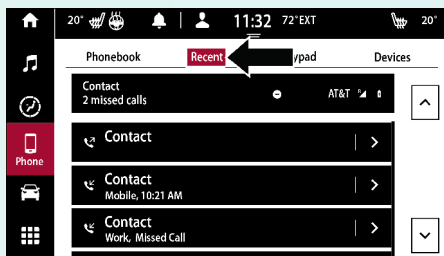 20° 11:32 72°EXT 20°
Phonebook Recent ypad Devices
Contact
2 missed calls
AT&T
Contact
Phone
Contact
Mobile, 10:21 AM
Contact
Work, Missed Call